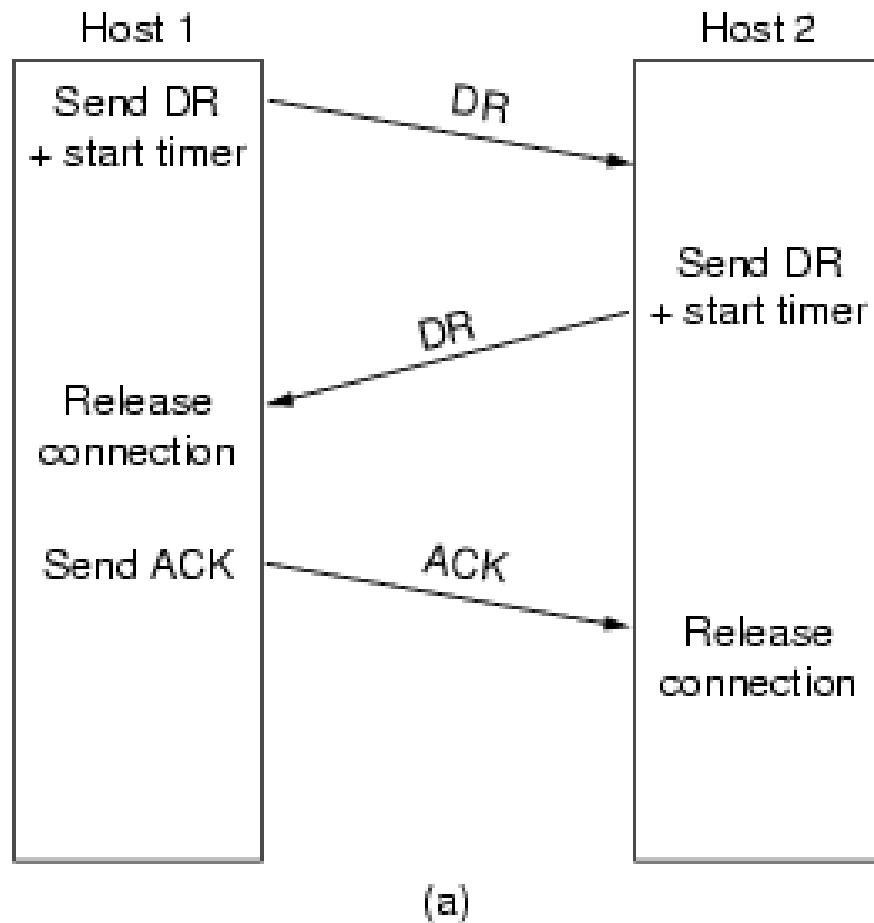 Host 1
Host 2
Send DR
+ start timer
DR
Send DR
+ start timer
DR
Release
connection
Send ACK
ACK
Release
connection
(a)